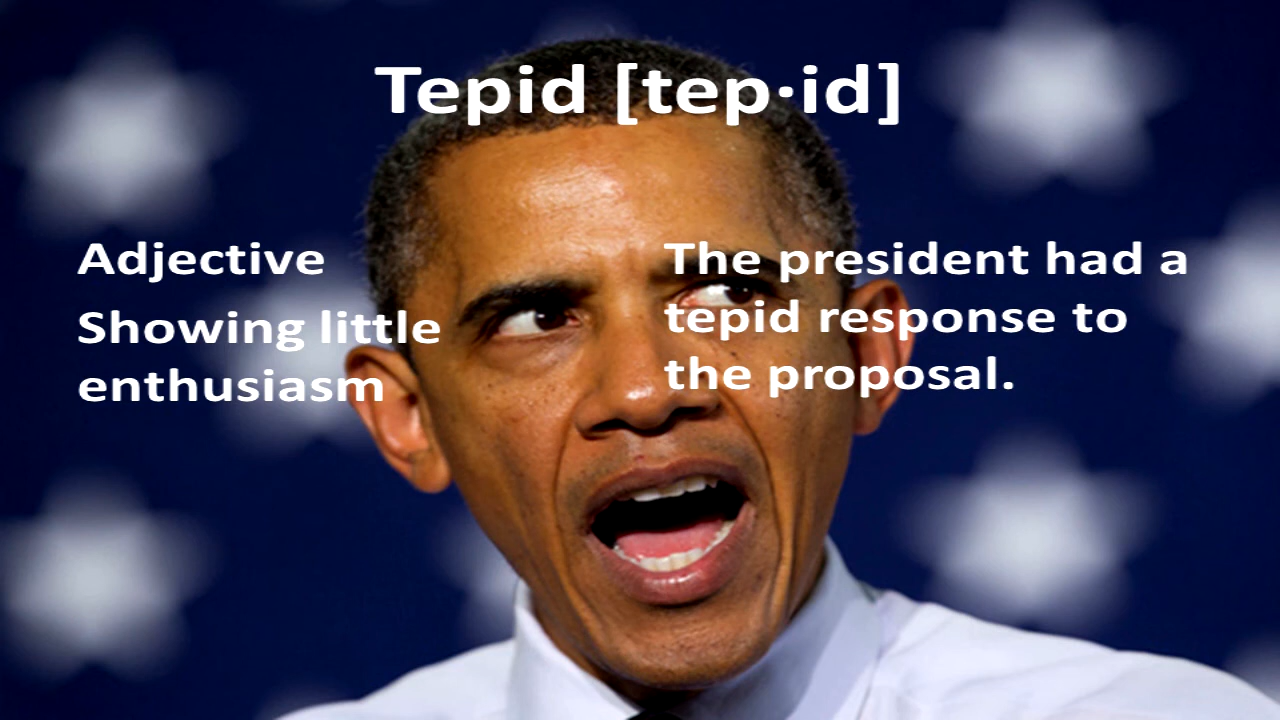 Tepid [tep·id]
Adjective
Showing little
enthusiasm
The president had a
tepid response to
the proposal.